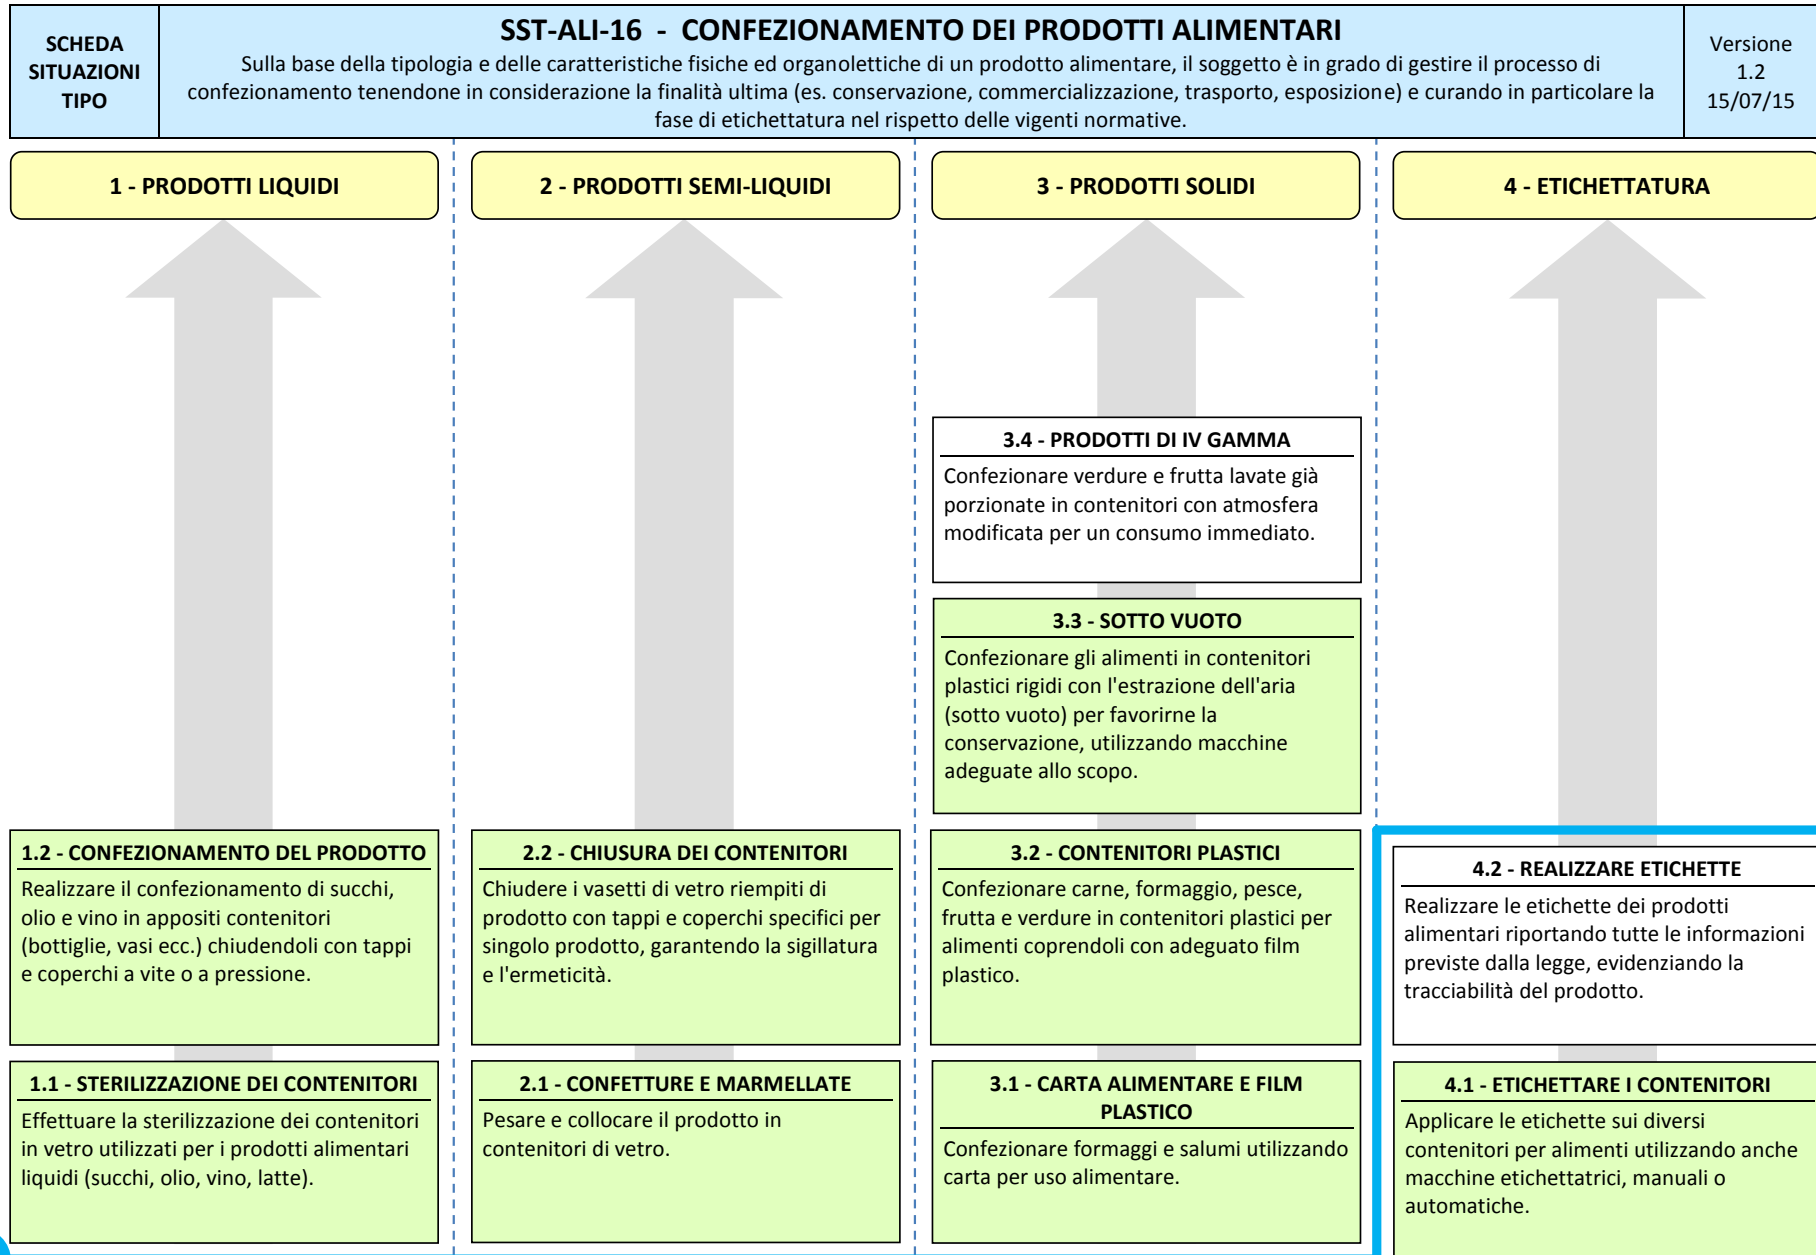 SCHEDA
SITUAZIONI
TIPO
SST-ALI-16 - CONFEZIONAMENTO DEI PRODOTTI ALIMENTARI
Sulla base della tipologia e delle caratteristiche fisiche ed organolettiche di un prodotto alimentare, il soggetto è in grado di gestire il processo di
confezionamento tenendone in considerazione la finalità ultima (es. conservazione, commercializzazione, trasporto, esposizione) e curando in particolare la
fase di etichettatura nel rispetto delle vigenti normative.
Versione
1.2
15/07/15
1 - PRODOTTI LIQUIDI
2 - PRODOTTI SEMI-LIQUIDI
3 - PRODOTTI SOLIDI
4 - ETICHETTATURA
3.4 - PRODOTTI DI IV GAMMA
Confezionare verdure e frutta lavate già
porzionate in contenitori con atmosfera
modificata per un consumo immediato.
3.3 - SOTTO VUOTO
Confezionare gli alimenti in contenitori
plastici rigidi con l'estrazione dell'aria
(sotto vuoto) per favorirne la
conservazione, utilizzando macchine
adeguate allo scopo.
1.2 - CONFEZIONAMENTO DEL PRODOTTO
Realizzare il confezionamento di succhi,
olio e vino in appositi contenitori
(bottiglie, vasi ecc.) chiudendoli con tappi
e coperchi a vite o a pressione.
2.2 - CHIUSURA DEI CONTENITORI
Chiudere i vasetti di vetro riempiti di
prodotto con tappi e coperchi specifici per
singolo prodotto, garantendo la sigillatura
e l'ermeticità.
3.2 - CONTENITORI PLASTICI
Confezionare carne, formaggio, pesce,
frutta e verdure in contenitori plastici per
alimenti coprendoli con adeguato film
plastico.
4.2 - REALIZZARE ETICHETTE
Realizzare le etichette dei prodotti
alimentari riportando tutte le informazioni
previste dalla legge, evidenziando la
tracciabilità del prodotto.
1.1 - STERILIZZAZIONE DEI CONTENITORI
Effettuare la sterilizzazione dei contenitori
in vetro utilizzati per i prodotti alimentari
liquidi (succhi, olio, vino, latte).
2.1 - CONFETTURE E MARMELLATE
Pesare e collocare il prodotto in
contenitori di vetro.
3.1 - CARTA ALIMENTARE E FILM
PLASTICO
Confezionare formaggi e salumi utilizzando
carta per uso alimentare.
4.1 - ETICHETTARE I CONTENITORI
Applicare le etichette sui diversi
contenitori per alimenti utilizzando anche
macchine etichettatrici, manuali o
automatiche.